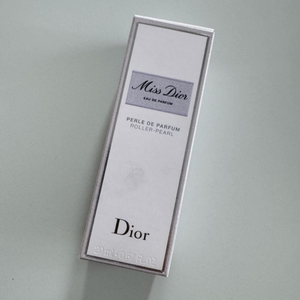 Miss Dior
EAU DE PARFUM
PERLE DE PARFUM
ROLLER-PEARL
Dior